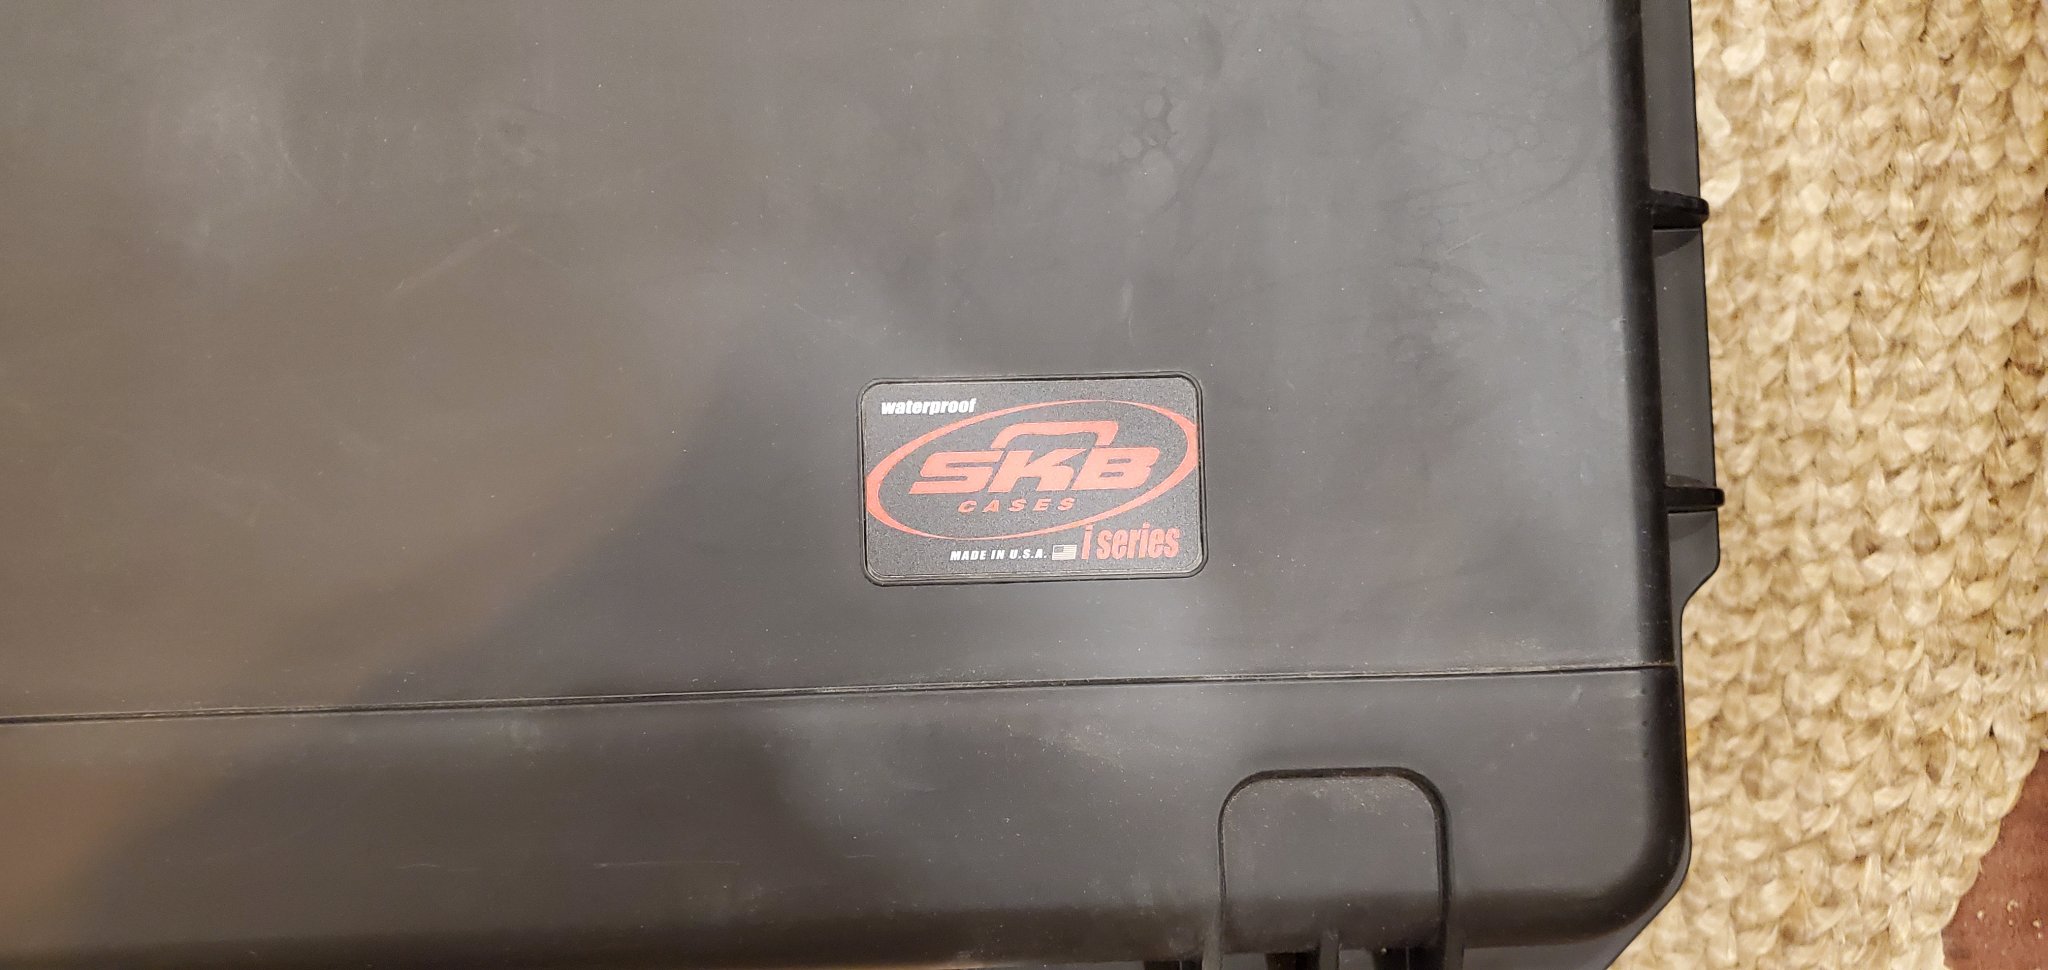 waterproof
SKB
CASES
MADE IN U.S.A. i series